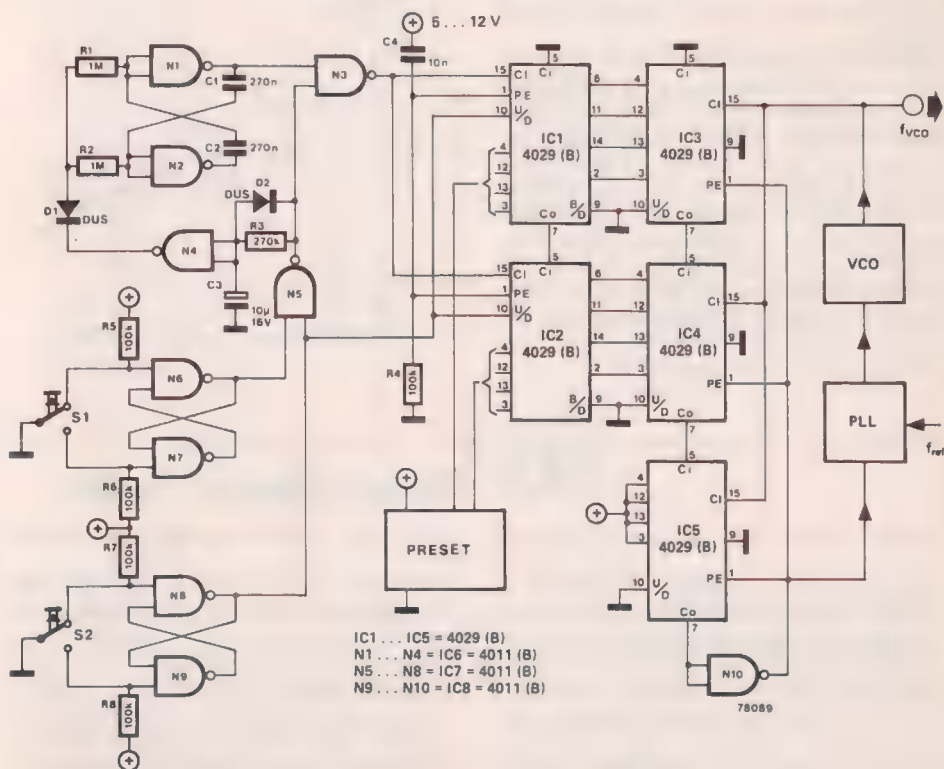 5 ... 12 V
C4
10n
R1
1M
N1
C1
270n
N3
R2
1M
N2
C2
270n
D1
DUS
D2
DUS
R3
270k
N4
N5
C3
10µ
16V
R5
100k
S1
N6
N7
R6
100k
R7
100k
S2
N8
N9
R8
100k
R4
100k
PRESET
5
Ci
15 Cl
1 PE
10 U/D
4
12
13
3
IC1
4029 (B)
6
11
14
2
B/D 9
Co
7
5
Ci
15 Cl
1 PE
10 U/D
4
12
13
3
IC2
4029 (B)
6
11
14
2
B/D 9
5
Ci
4
12
13
3
IC3
4029 (B)
Cl 15
9
PE 1
10 U/D
Co
7
5
Ci
4
12
13
3
IC4
4029 (B)
Cl 15
9
PE 1
10 U/D
Co
7
5
Ci
4
12
13
3
IC5
4029 (B)
Cl 15
9
PE 1
10 U/D
Co
7
N10
fVCO
VCO
PLL
fref
IC1 ... IC5 = 4029 (B)
N1 ... N4 = IC6 = 4011 (B)
N5 ... N8 = IC7 = 4011 (B)
N9 ... N10 = IC8 = 4011 (B)
78089